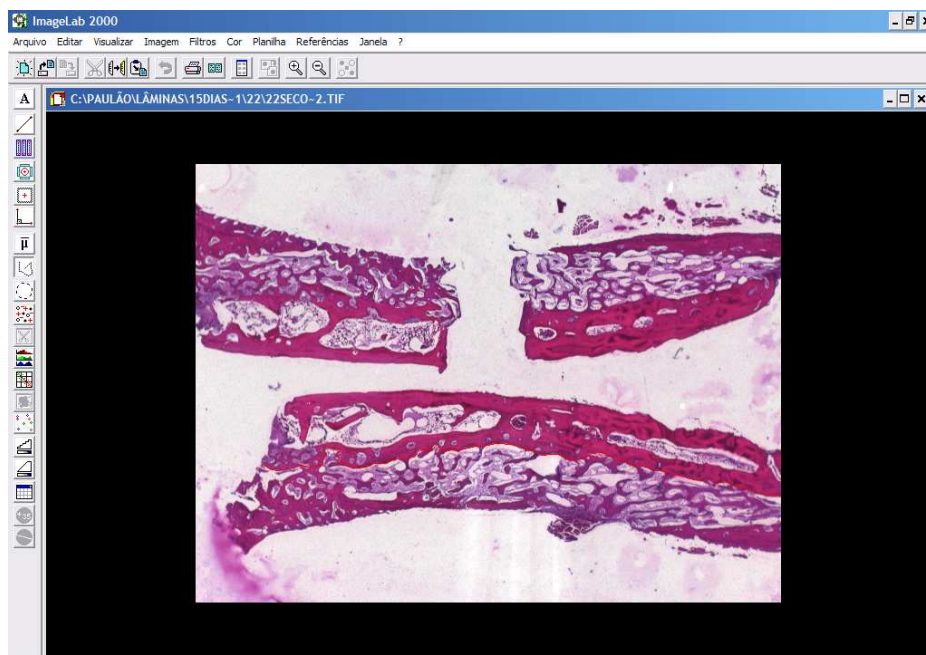 ImageLab 2000
Arquivo Editar Visualizar Imagem Filtros Cor Planilha Referências Janela ?
A C:\PAULÃO\LÂMINAS\15DIAS~1\22\22SECO~2.TIF
μ